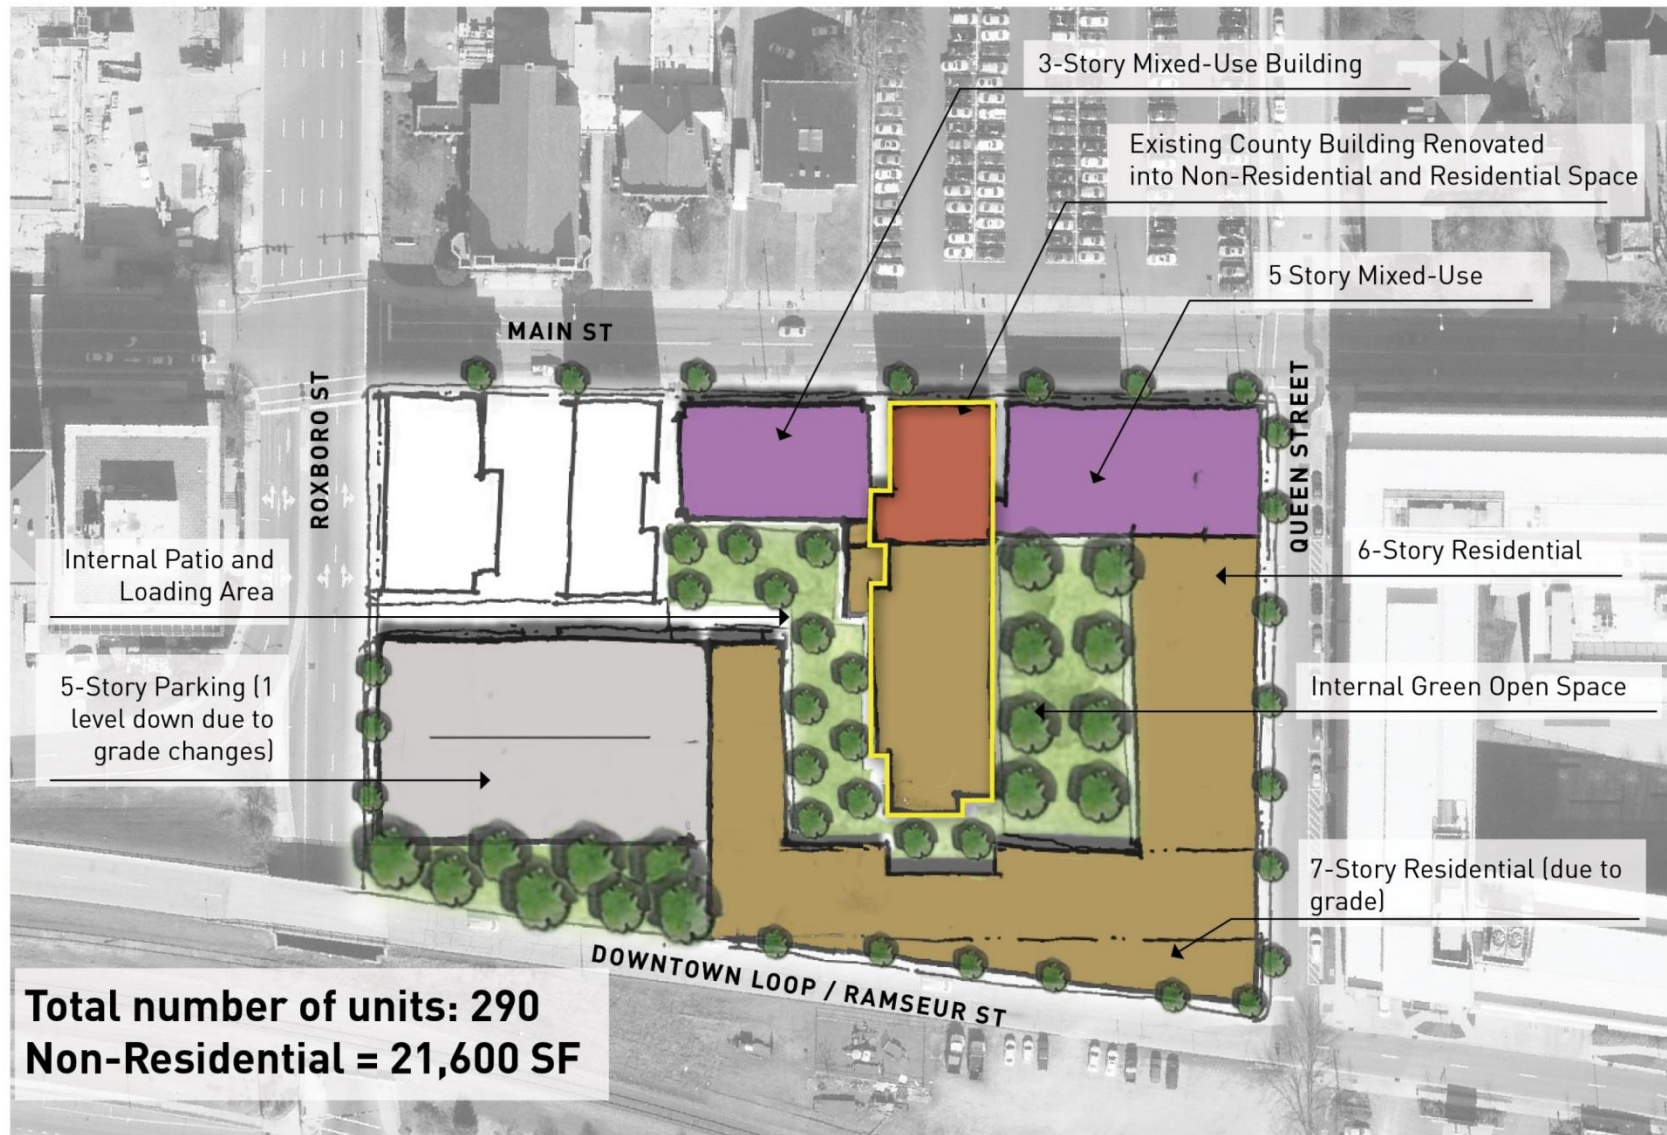 3-Story Mixed-Use Building
Existing County Building Renovated
into Non-Residential and Residential Space
5 Story Mixed-Use
MAIN ST
ROXBORO ST
QUEEN STREET
Internal Patio and
Loading Area
6-Story Residential
5-Story Parking (1
level down due to
grade changes)
Internal Green Open Space
7-Story Residential (due to
grade)
DOWNTOWN LOOP / RAMSEUR ST
Total number of units: 290
Non-Residential = 21,600 SF